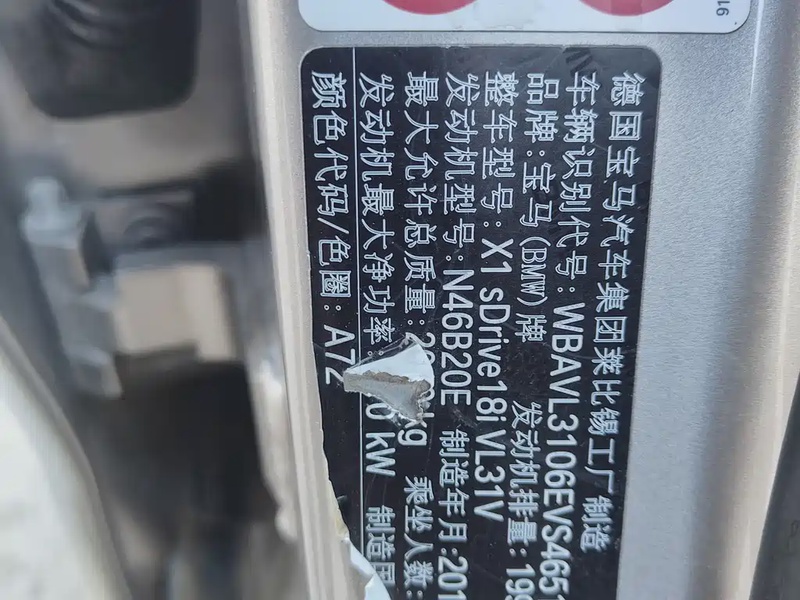 德国宝马汽车集团莱比锡工厂 制造
车辆识别代号: WBAVL3106EVS4651
品牌: 宝马(BMW)牌 发动机排量: 199
整车型号: X1 sDrive18i VL31V
发动机型号: N46B20E 制造年月: 201
最大允许总质量: kg 乘坐人数:
发动机最大净功率: 0 kW 制造国
颜色代码/色圈: A72